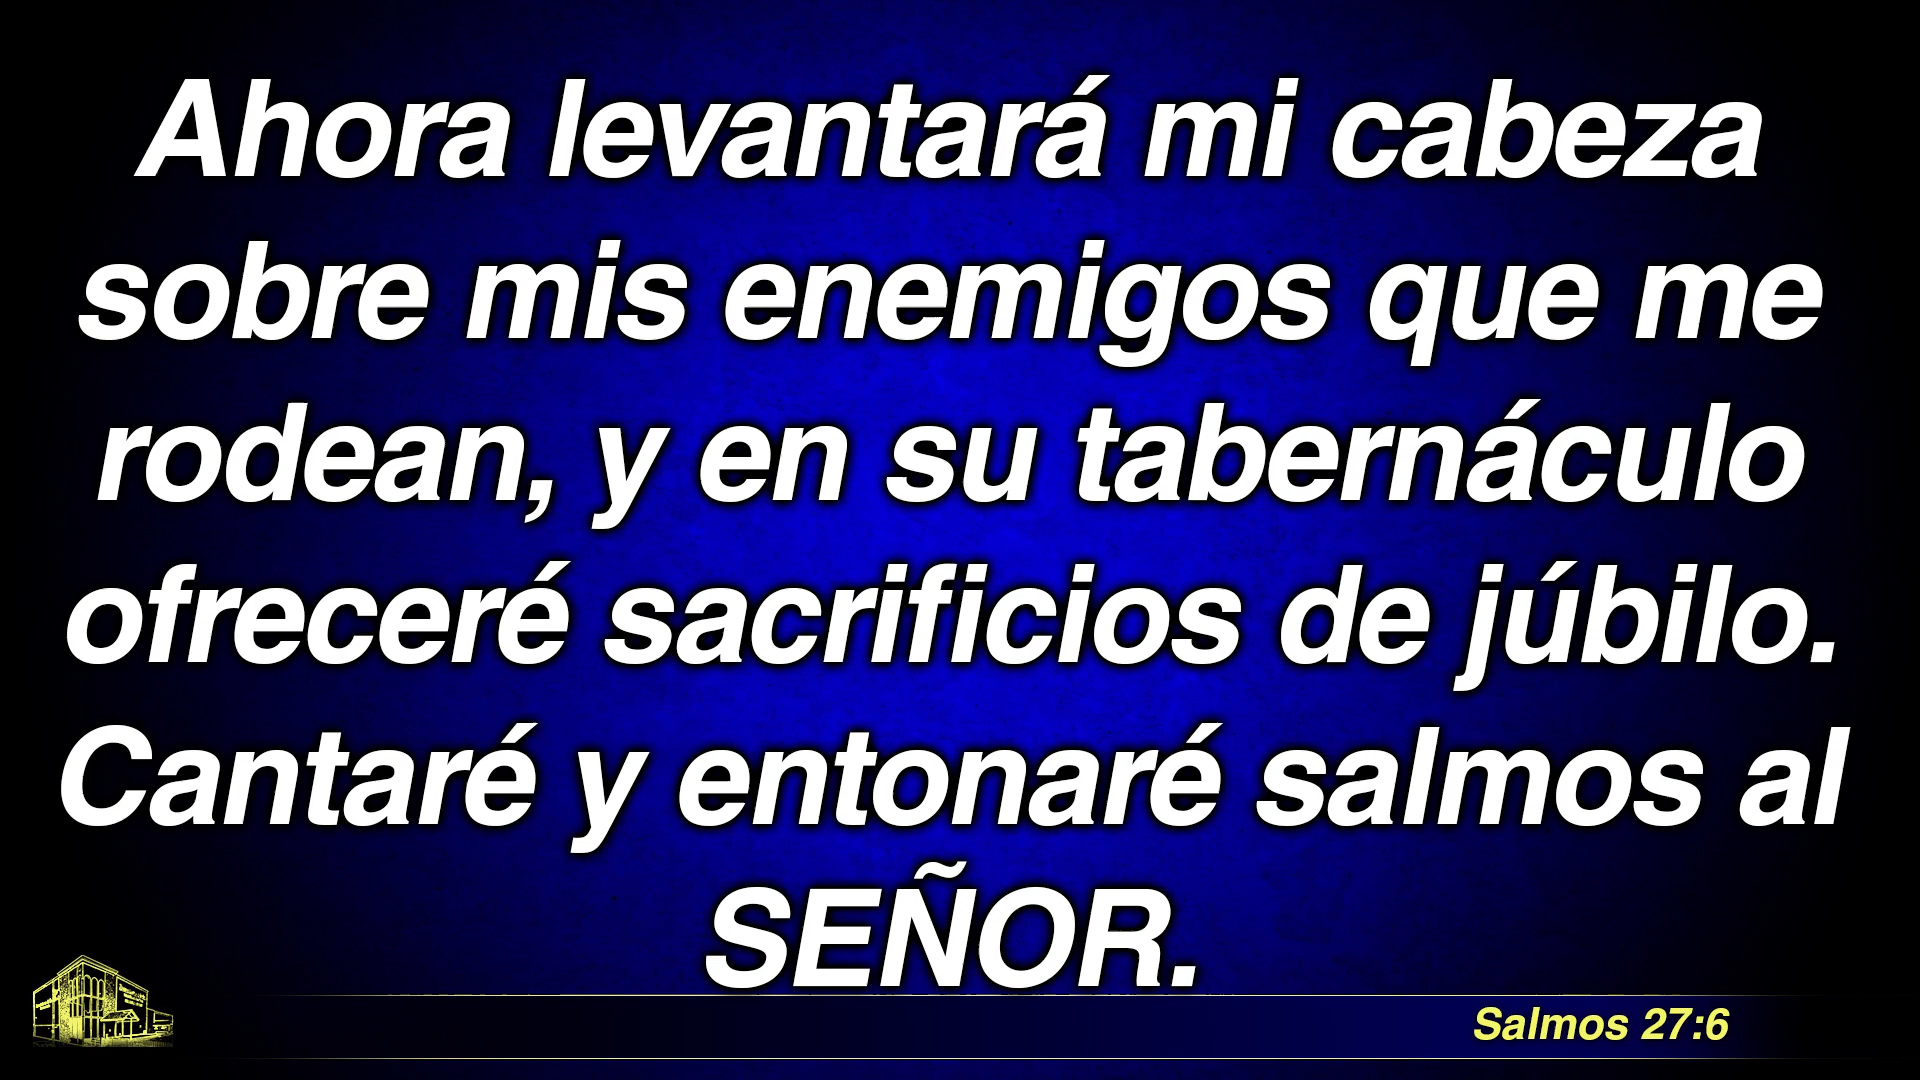 Ahora levantará mi cabeza
sobre mis enemigos que me
rodean, y en su tabernáculo
ofreceré sacrificios de júbilo.
Cantaré y entonaré salmos al
SEÑOR.
Salmos 27:6